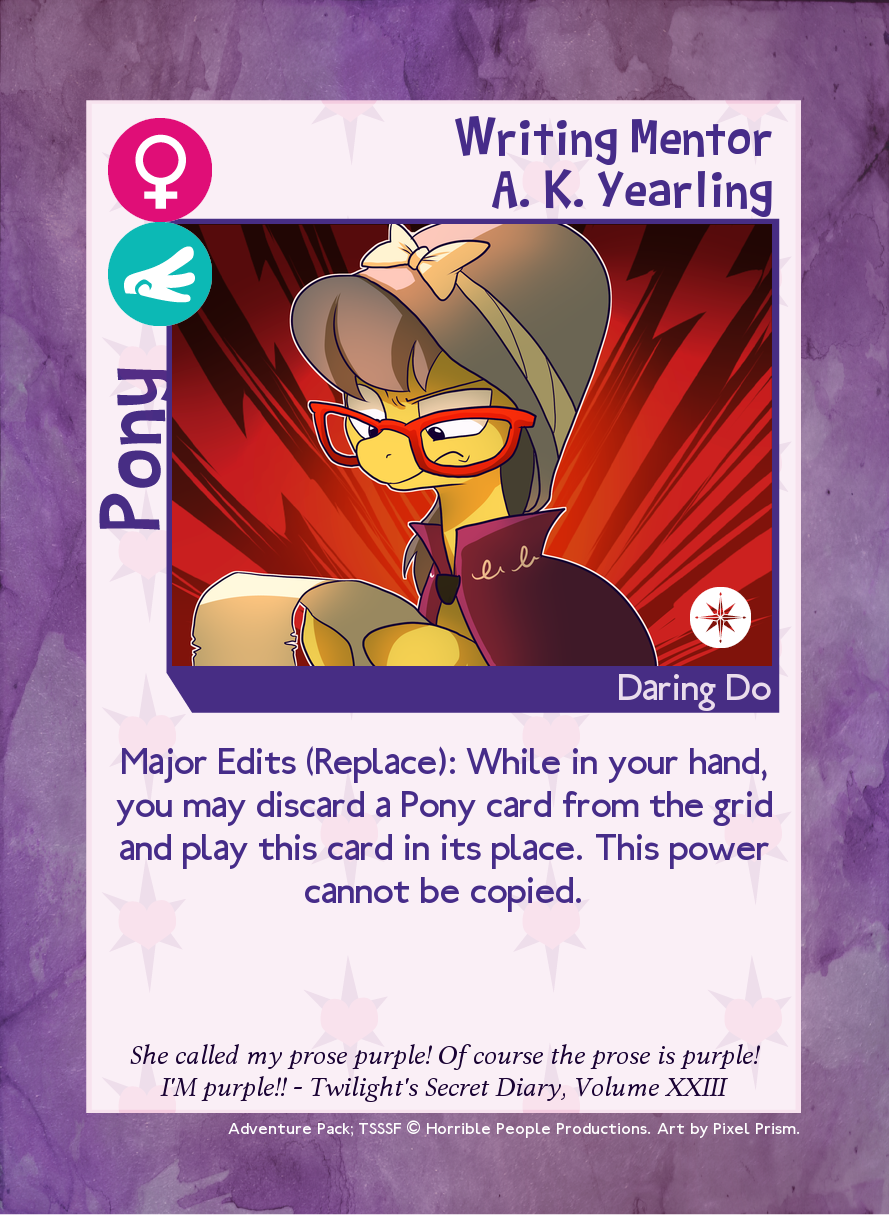 Writing Mentor
A. K. Yearling
Pony
Daring Do
Major Edits (Replace): While in your hand,
you may discard a Pony card from the grid
and play this card in its place. This power
cannot be copied.
She called my prose purple! Of course the prose is purple!
I'M purple!! - Twilight's Secret Diary, Volume XXIII
Adventure Pack; TSSSF © Horrible People Productions. Art by Pixel Prism.